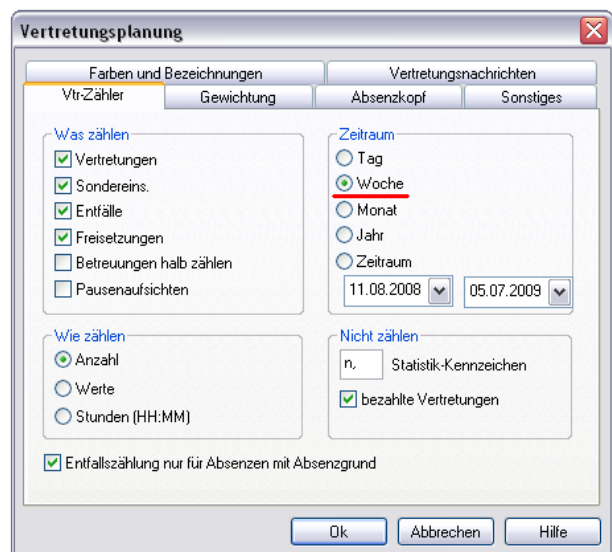 Vertretungsplanung
Farben und Bezeichnungen
Vertretungsnachrichten
Vtr-Zähler
Gewichtung
Absenzkopf
Sonstiges
Was zählen
Vertretungen
Sondereins.
Entfälle
Freisetzungen
Betreuungen halb zählen
Pausenaufsichten
Zeitraum
Tag
Woche
Monat
Jahr
Zeitraum
11.08.2008
05.07.2009
Wie zählen
Anzahl
Werte
Stunden (HH:MM)
Nicht zählen
n, Statistik-Kennzeichen
bezahlte Vertretungen
Entfallszählung nur für Absenzen mit Absenzgrund
Ok
Abbrechen
Hilfe